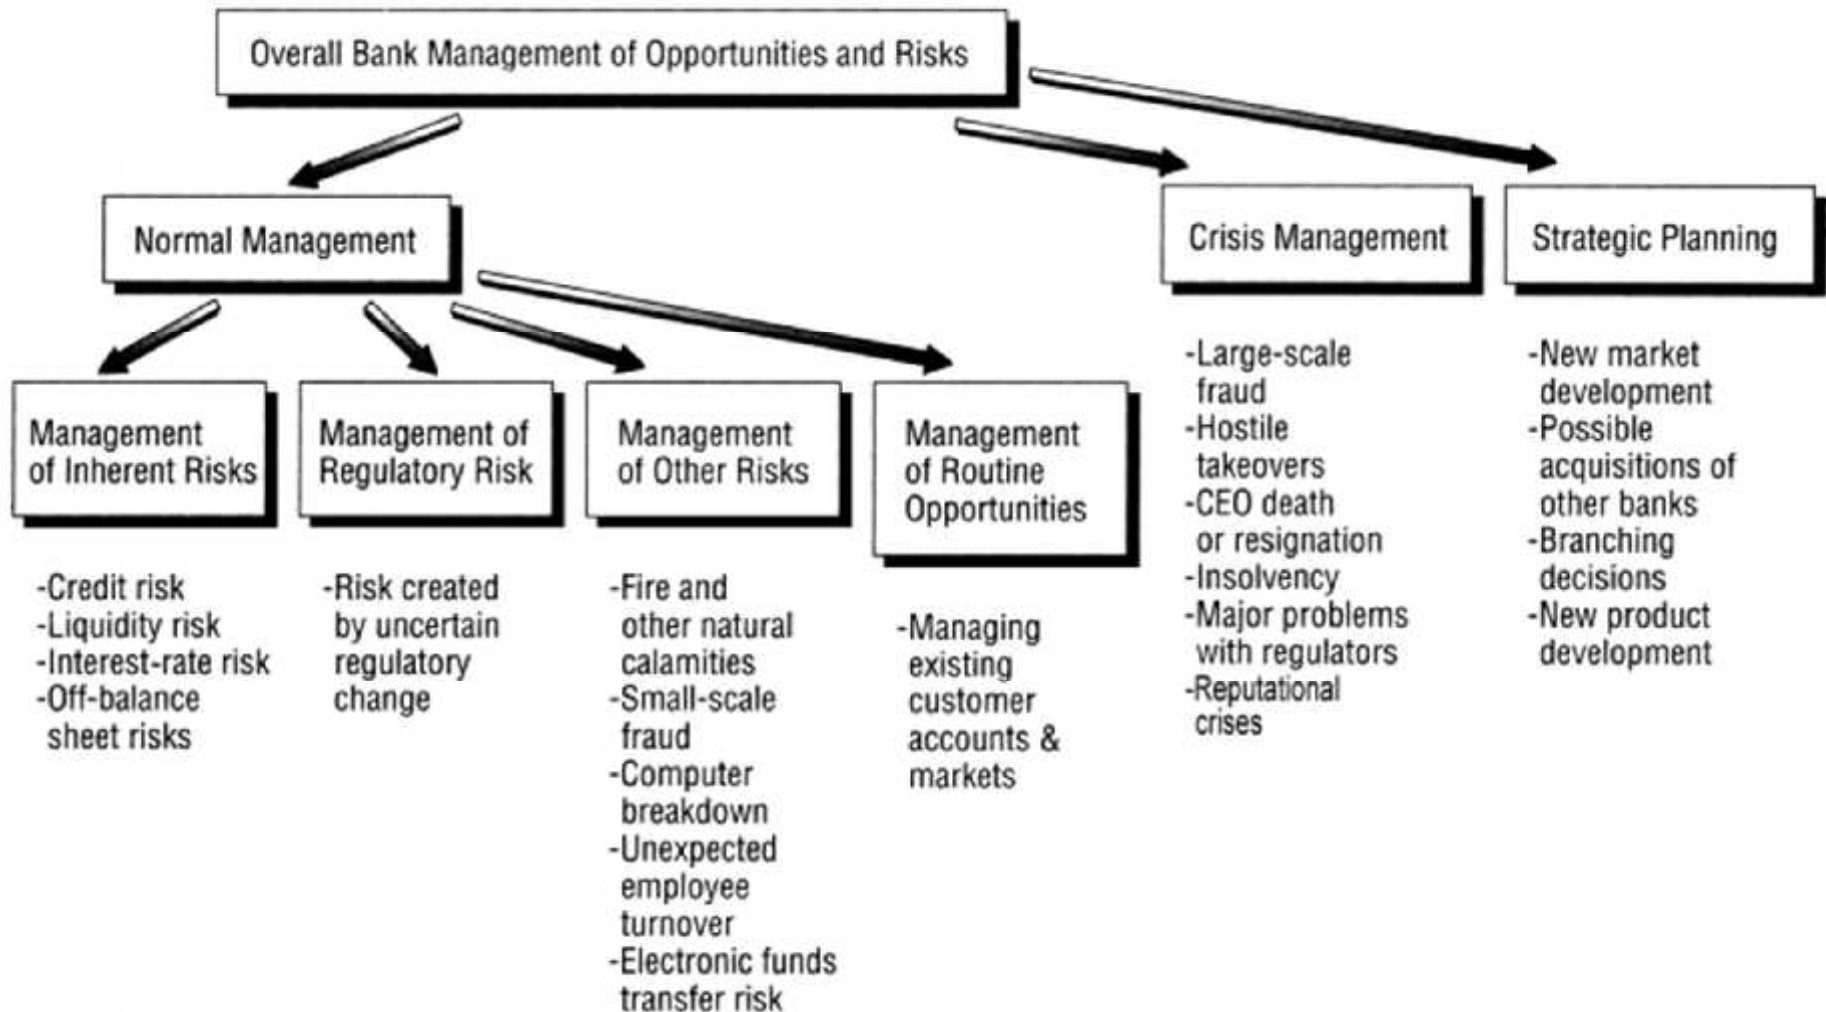 Overall Bank Management of Opportunities and Risks
Normal Management
Crisis Management
Strategic Planning
Management
of Inherent Risks
Management of
Regulatory Risk
Management
of Other Risks
Management
of Routine
Opportunities
-Credit risk
-Liquidity risk
-Interest-rate risk
-Off-balance
sheet risks
-Risk created
by uncertain
regulatory
change
-Fire and
other natural
calamities
-Small-scale
fraud
-Computer
breakdown
-Unexpected
employee
turnover
-Electronic funds
transfer risk
-Managing
existing
customer
accounts &
markets
-Large-scale
fraud
-Hostile
takeovers
-CEO death
or resignation
-Insolvency
-Major problems
with regulators
-Reputational
crises
-New market
development
-Possible
acquisitions of
other banks
-Branching
decisions
-New product
development